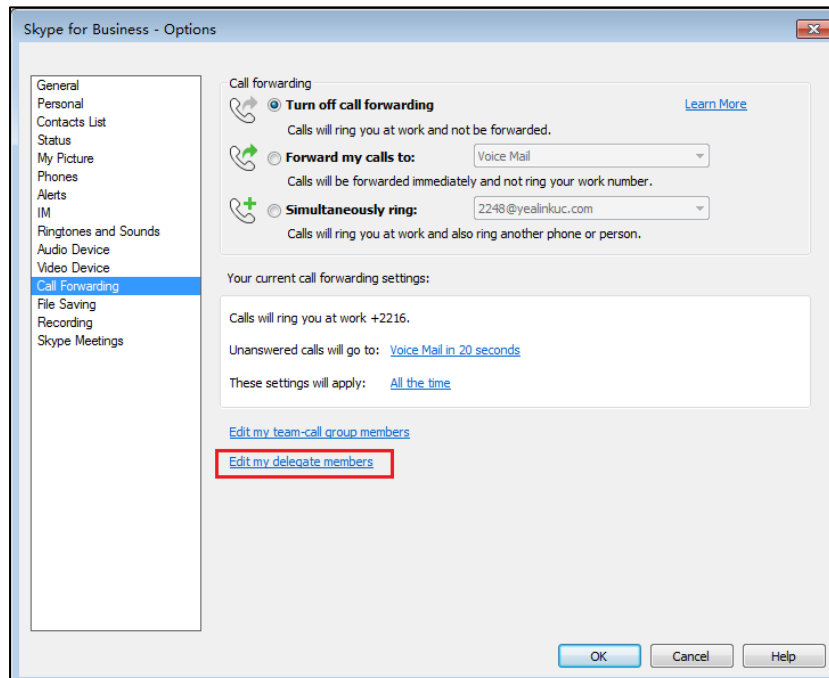 Skype for Business - Options
General
Personal
Contacts List
Status
My Picture
Phones
Alerts
IM
Ringtones and Sounds
Audio Device
Video Device
Call Forwarding
File Saving
Recording
Skype Meetings
Call forwarding
Turn off call forwarding
Learn More
Calls will ring you at work and not be forwarded.
Forward my calls to:
Voice Mail
Calls will be forwarded immediately and not ring your work number.
Simultaneously ring:
2248@yealinkuc.com
Calls will ring you at work and also ring another phone or person.
Your current call forwarding settings:
Calls will ring you at work +2216.
Unanswered calls will go to: Voice Mail in 20 seconds
These settings will apply: All the time
Edit my team-call group members
Edit my delegate members
OK
Cancel
Help